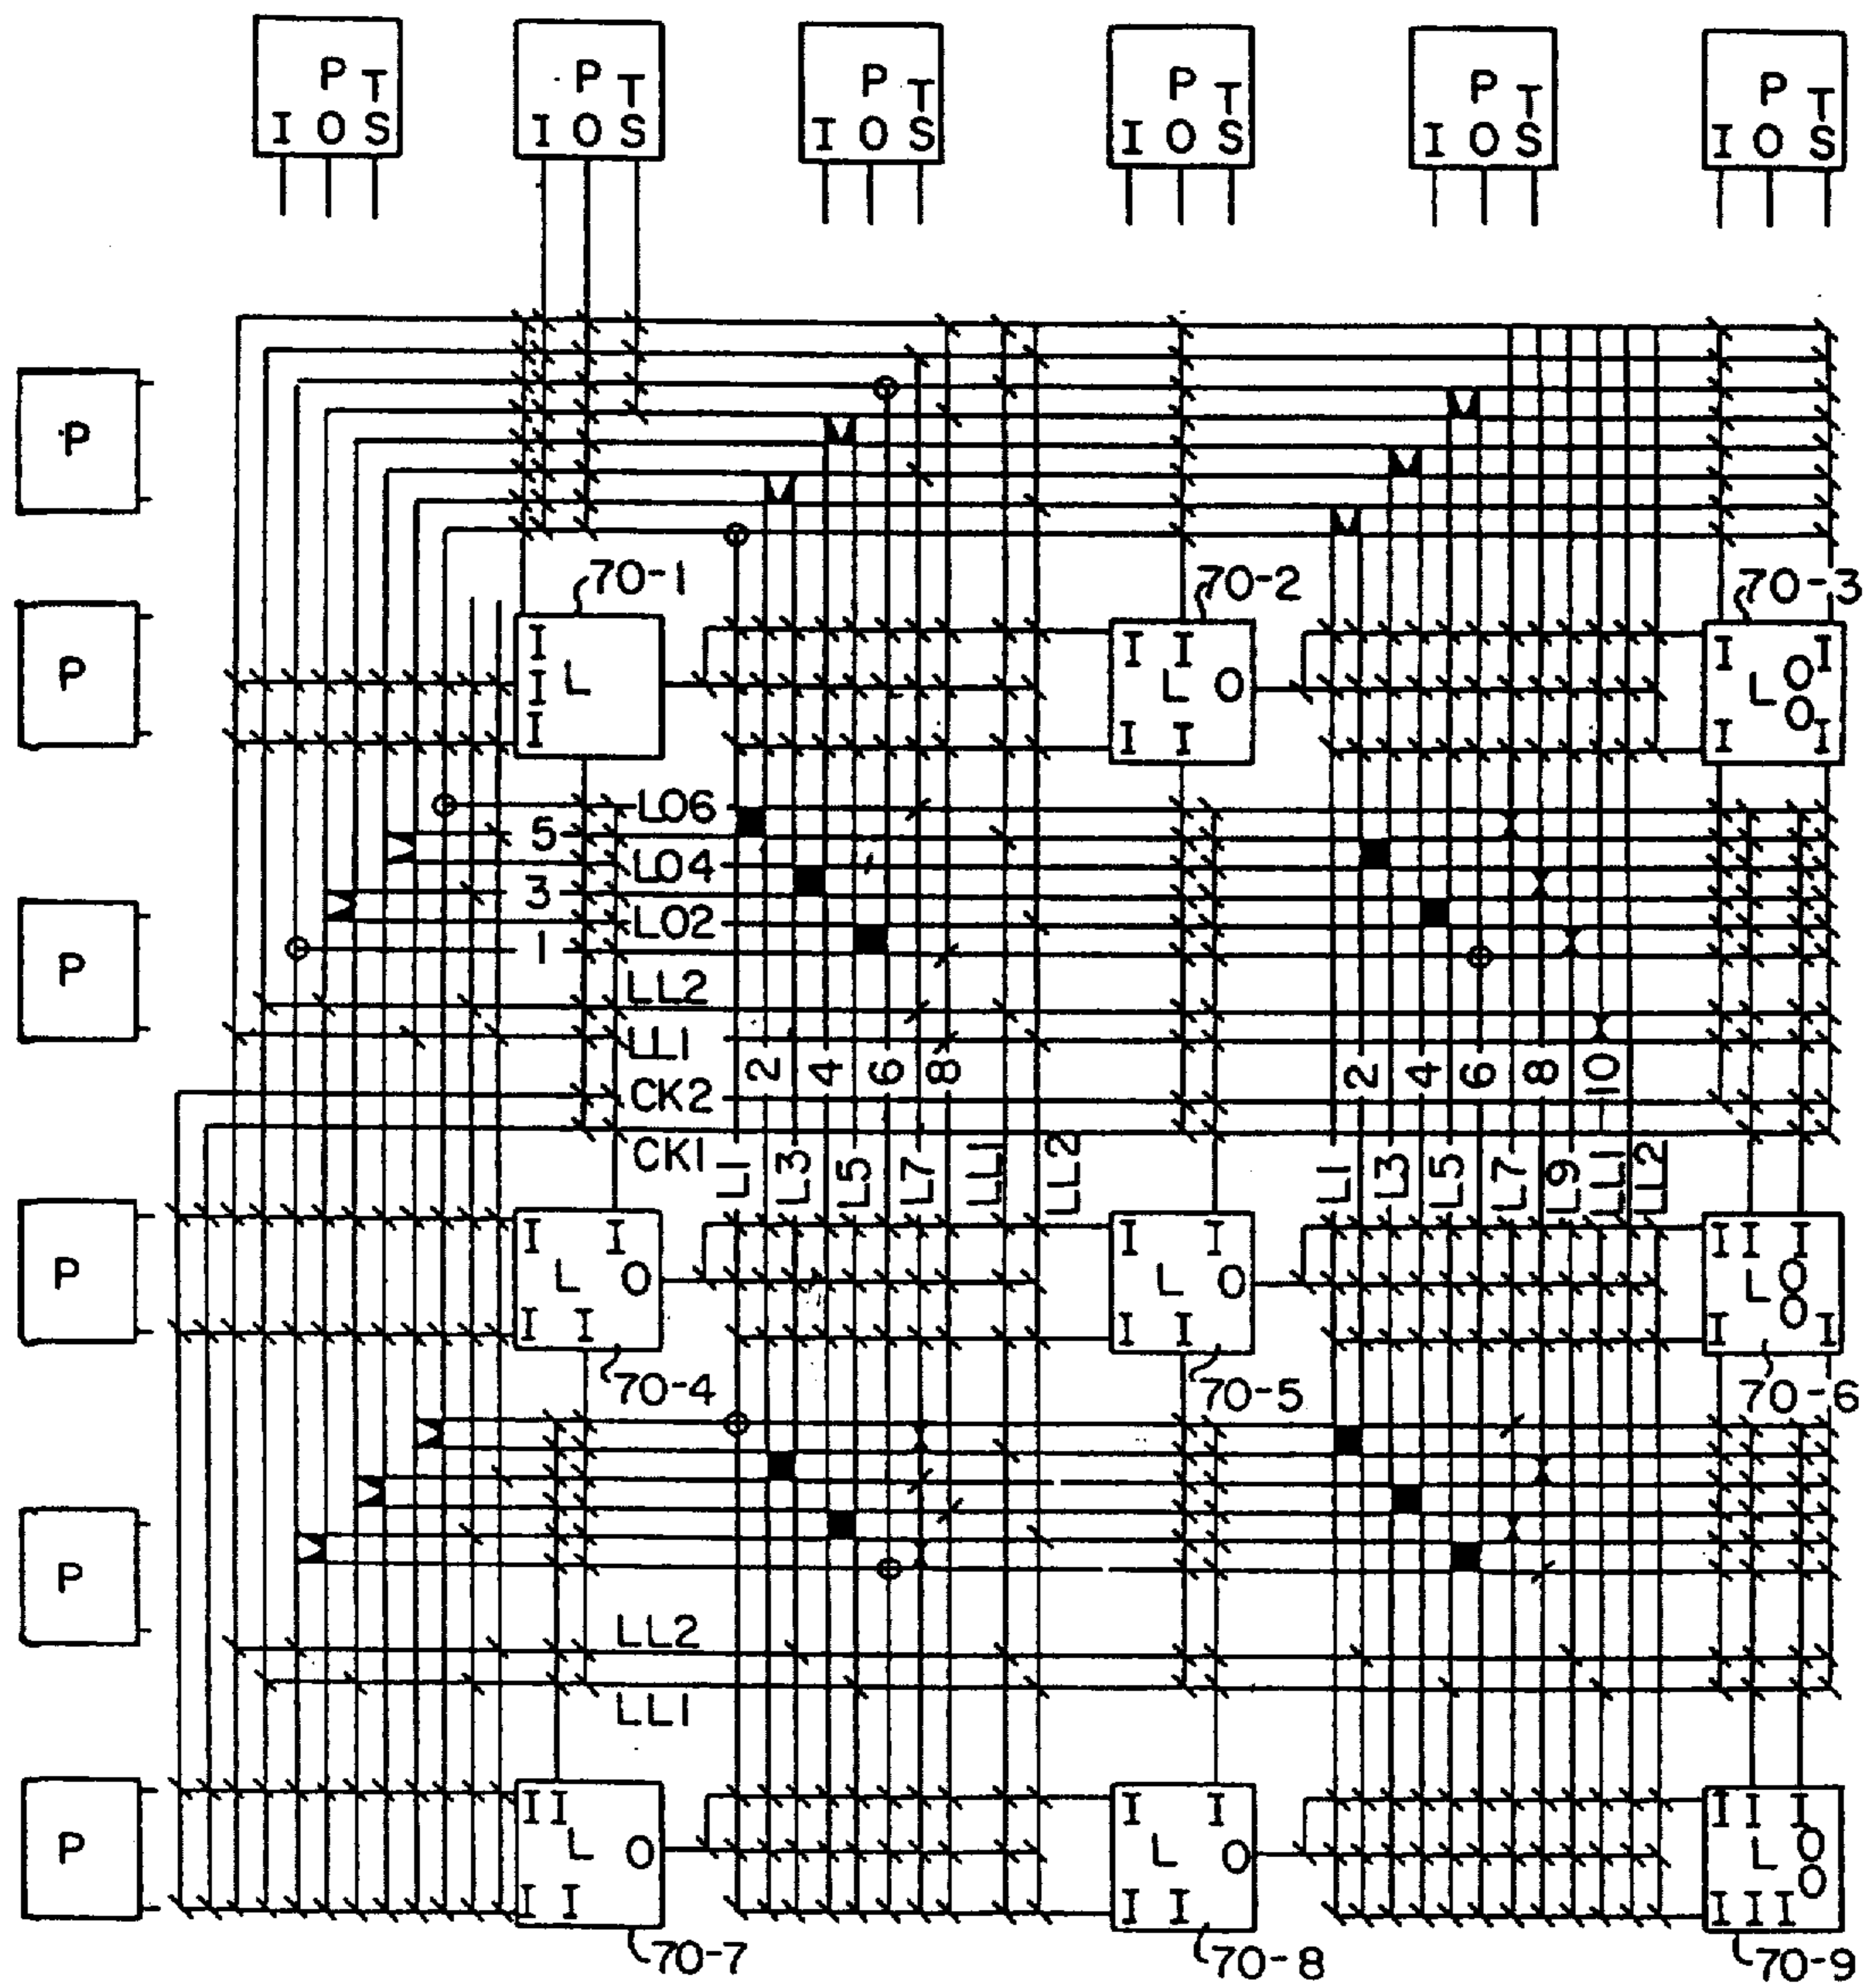 P T P T P T P T P T P T
I O S I O S I O S I O S I O S I O S
P
70-1 70-2 70-3
P
I I I I I
I L L O L O O
I I I I I
LO6
5
LO4
3
P
LO2
1
LL2
LL1
2 4 6 8 2 4 6 8 10
CK2
CK1
L1 L3 L5 L7 LL1 LL2 L1 L3 L5 L7 L9 LL1 LL2
P
I I I I I I I
L O L O L O O
I I I I I I
70-4 70-5 70-6
P
LL2
LL1
P
I I I I I I I
L O L O L O O
I I I I I I I
70-7 70-8 70-9